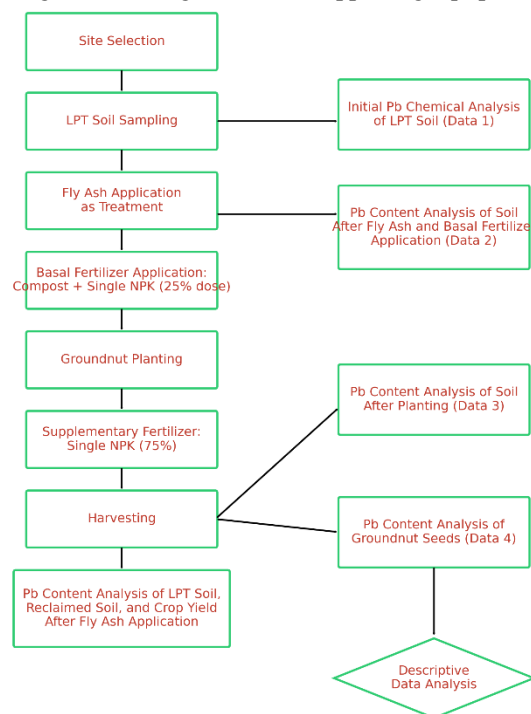 Site Selection
LPT Soil Sampling
Initial Pb Chemical Analysis
of LPT Soil (Data 1)
Fly Ash Application
as Treatment
Pb Content Analysis of Soil
After Fly Ash and Basal Fertilize
Application (Data 2)
Basal Fertilizer Application:
Compost + Single NPK (25% dose)
Groundnut Planting
Supplementary Fertilizer:
Single NPK (75%)
Pb Content Analysis of Soil
After Planting (Data 3)
Harvesting
Pb Content Analysis of
Groundnut Seeds (Data 4)
Pb Content Analysis of LPT Soil,
Reclaimed Soil, and Crop Yield
After Fly Ash Application
Descriptive
Data Analysis